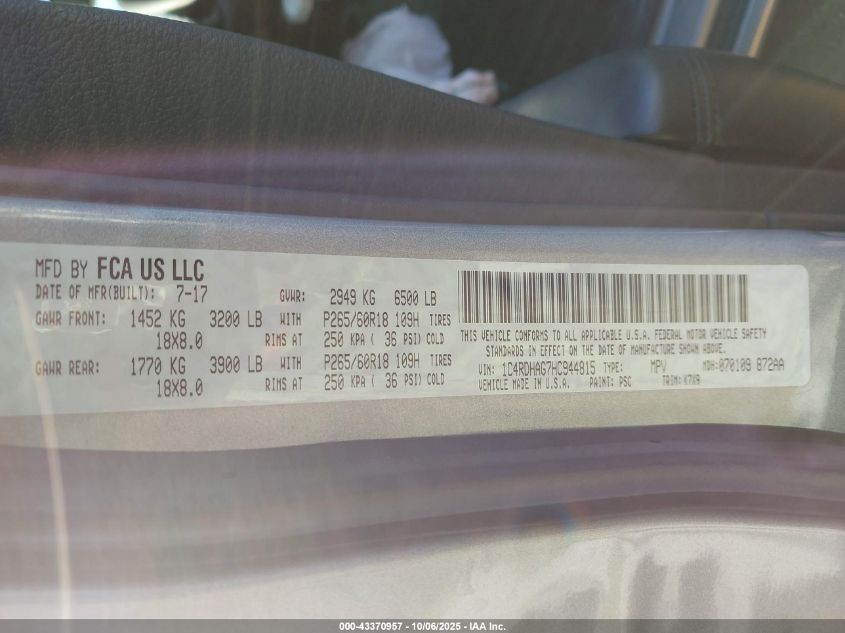 MFD BY FCA US LLC
DATE OF MFR(BUILT): 7-17 GVWR: 2949 KG 6500 LB
GAWR FRONT: 1452 KG 3200 LB WITH P265/60R18 109H TIRES
18X8.0 RIMS AT 250 KPA ( 36 PSI) COLD
GAWR REAR: 1770 KG 3900 LB WITH P265/60R18 109H TIRES
18X8.0 RIMS AT 250 KPA ( 36 PSI) COLD
THIS VEHICLE CONFORMS TO ALL APPLICABLE U.S.A. FEDERAL MOTOR VEHICLE SAFETY
STANDARDS IN EFFECT ON THE DATE OF MANUFACTURE SHOWN ABOVE.
VIN: 1C4RDHAG7HC944815 TYPE: MPV MDH: 070109 872AA
VEHICLE MADE IN U.S.A. PAINT: PSC TRIM:
000-43370957 - 10/06/2025 - IAA Inc.